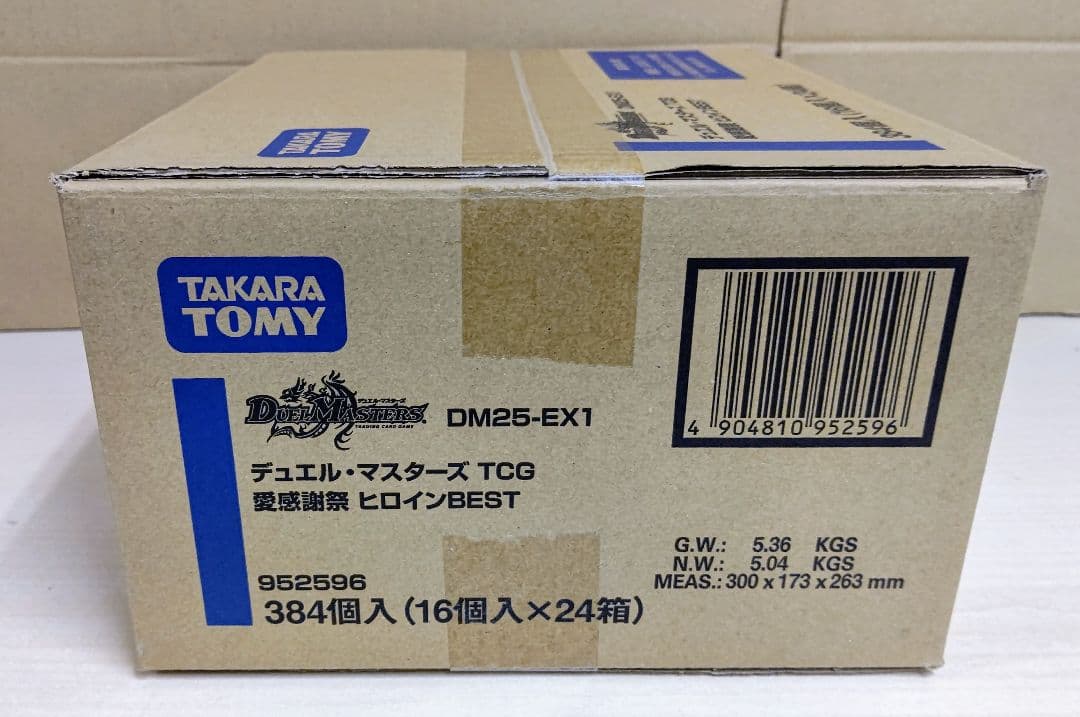 TAKARA
TOMY
TAKARA
TOMY
デュエル・マスターズ
DUEL MASTERS
TRADING CARD GAME
DM25-EX1
デュエル・マスターズ TCG
愛感謝祭 ヒロインBEST
952596
384個入(16個入×24箱)
4 904810 952596
G.W.: 5.36 KGS
N.W.: 5.04 KGS
MEAS.: 300 x 173 x 263 mm